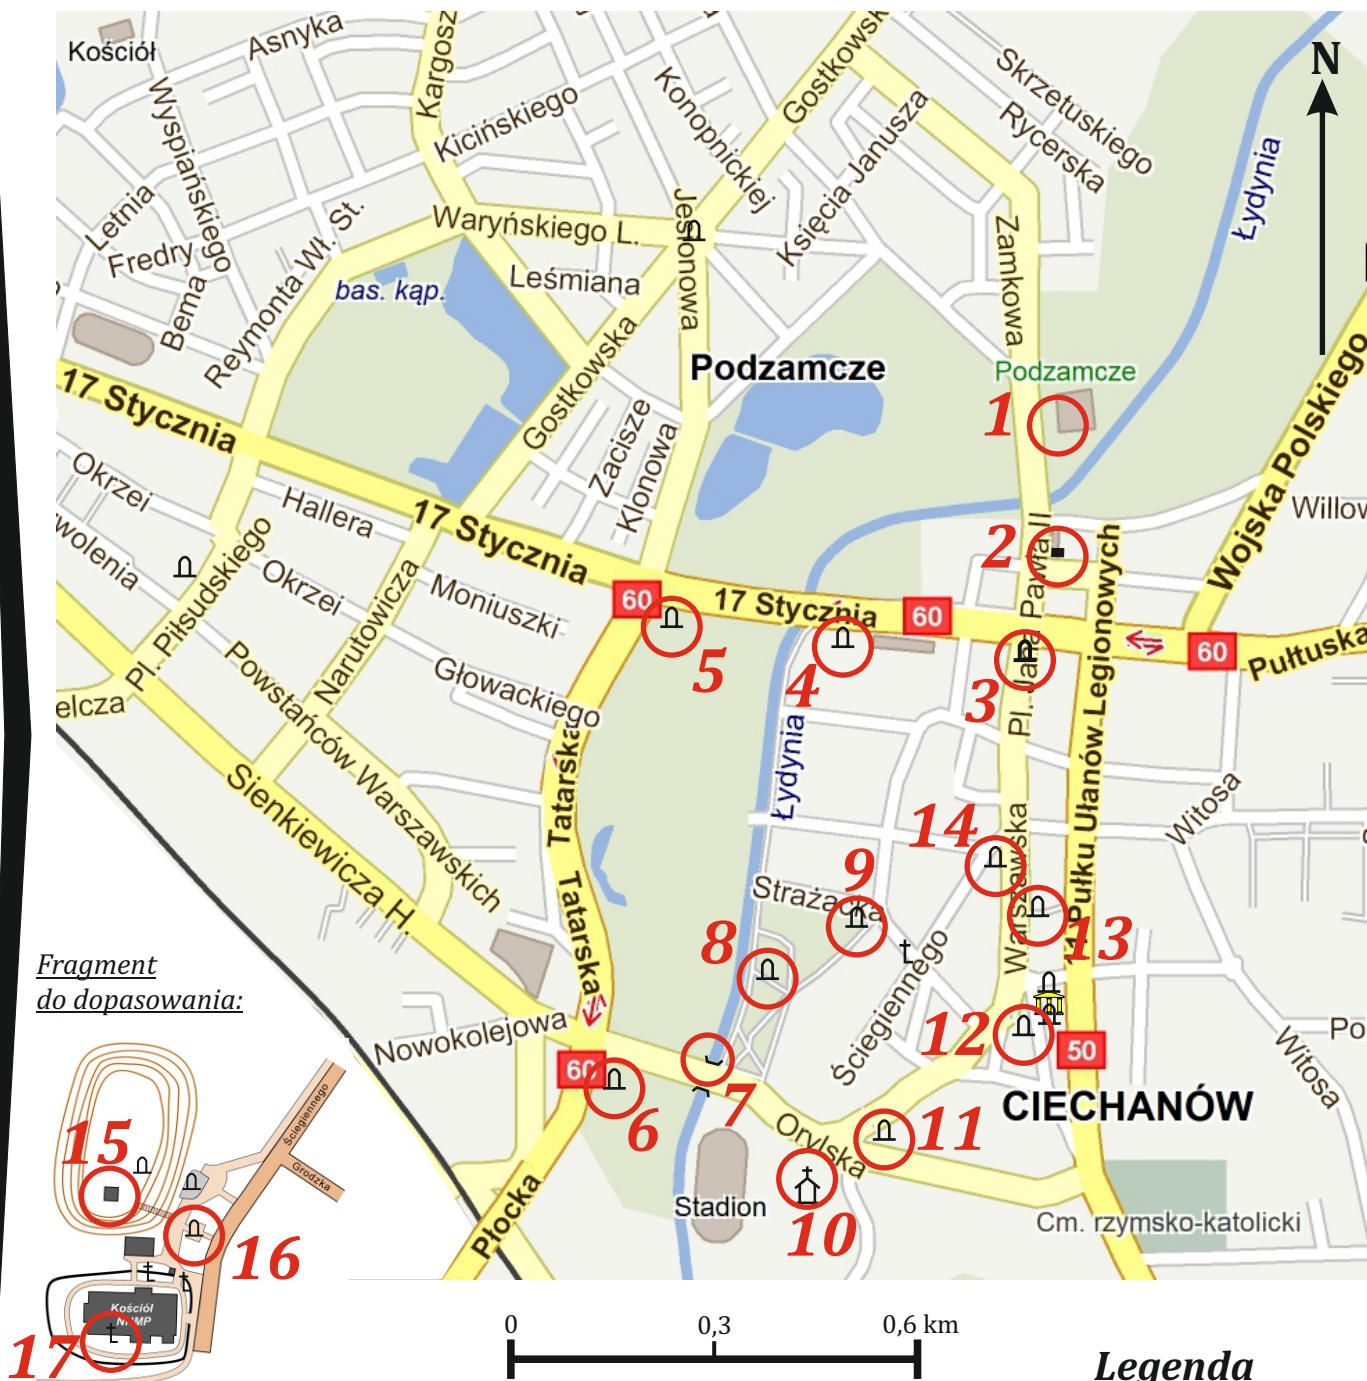 Kościół
Asnyka
Kargosz
Gostkowsk
Skrzetuskiego
Rycerska
N
Wyspiańskiego
Kicińskiego
Konopnickiej
Księcia Janusza
Łydynia
Letnia
Fredry
Bema
Reymonta Wł. St.
Waryńskiego L.
Jesionowa
Zamkowa
bas. kąp.
Leśmiana
Gostkowska
Podzamcze
Podzamcze
1
17 Stycznia
Zacisze
Klonowa
Wojska Polskiego
Okrzei
Hallera
17 Stycznia
Willow
wolenia
Pl. Piłsudskiego
Okrzei
Narutowicza
Moniuszki
60
17 Stycznia
60
2
Pl. Jana Pawła II
11 Pułku Ułanów Legionowych
60
Pułtuska
5
4
3
elcza
Powstańców Warszawskich
Głowackiego
Tatarska
Łydynia
Sienkiewicza H.
Warszawska
Witosa
14
9
Strażacka
Tatarska
8
13
Ściegiennego
Fragment
do dopasowania:
Nowokolejowa
60
12
50
Po
Witosa
7
6
CIECHANÓW
Orylska
11
15
Ściegiennego
Grodzka
Płocka
Stadion
10
Cm. rzymsko-katolicki
16
Kościół
NMP
17
0
0,3
0,6 km
Legenda